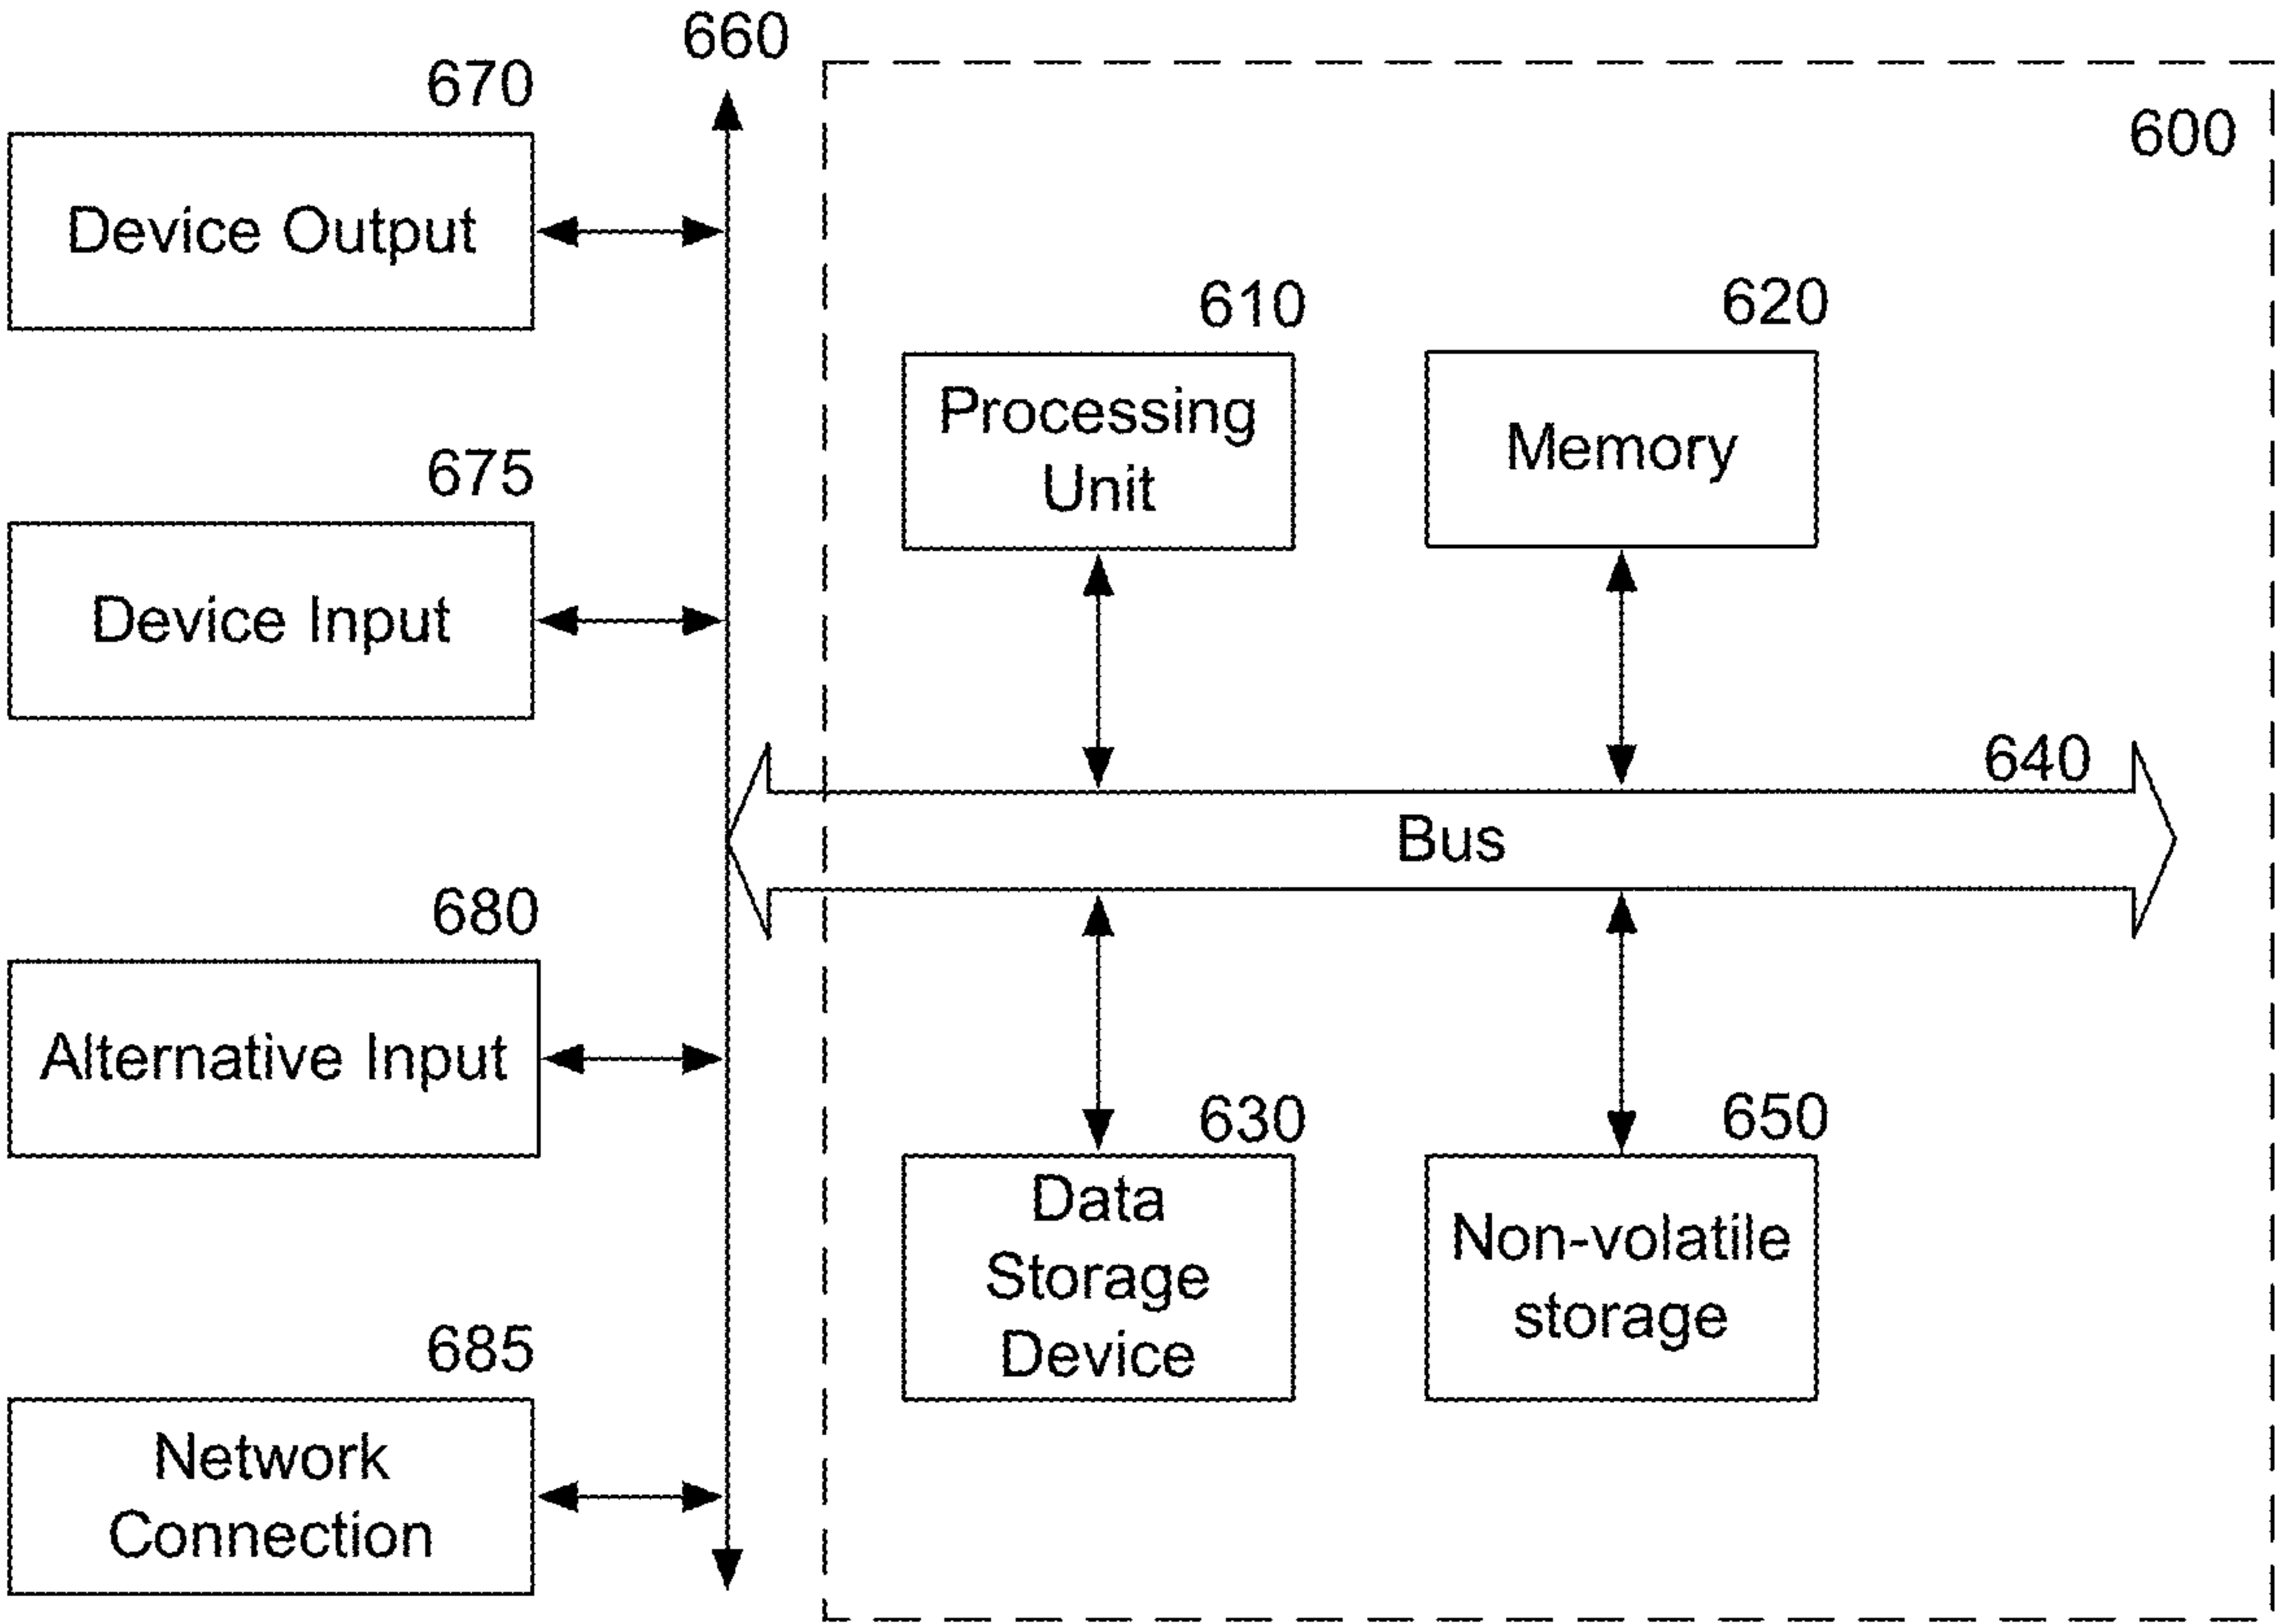 660
670
600
Device Output
610
620
Processing
Unit
Memory
675
Device Input
640
Bus
680
Alternative Input
630
650
Data
Storage
Device
Non-volatile
storage
685
Network
Connection